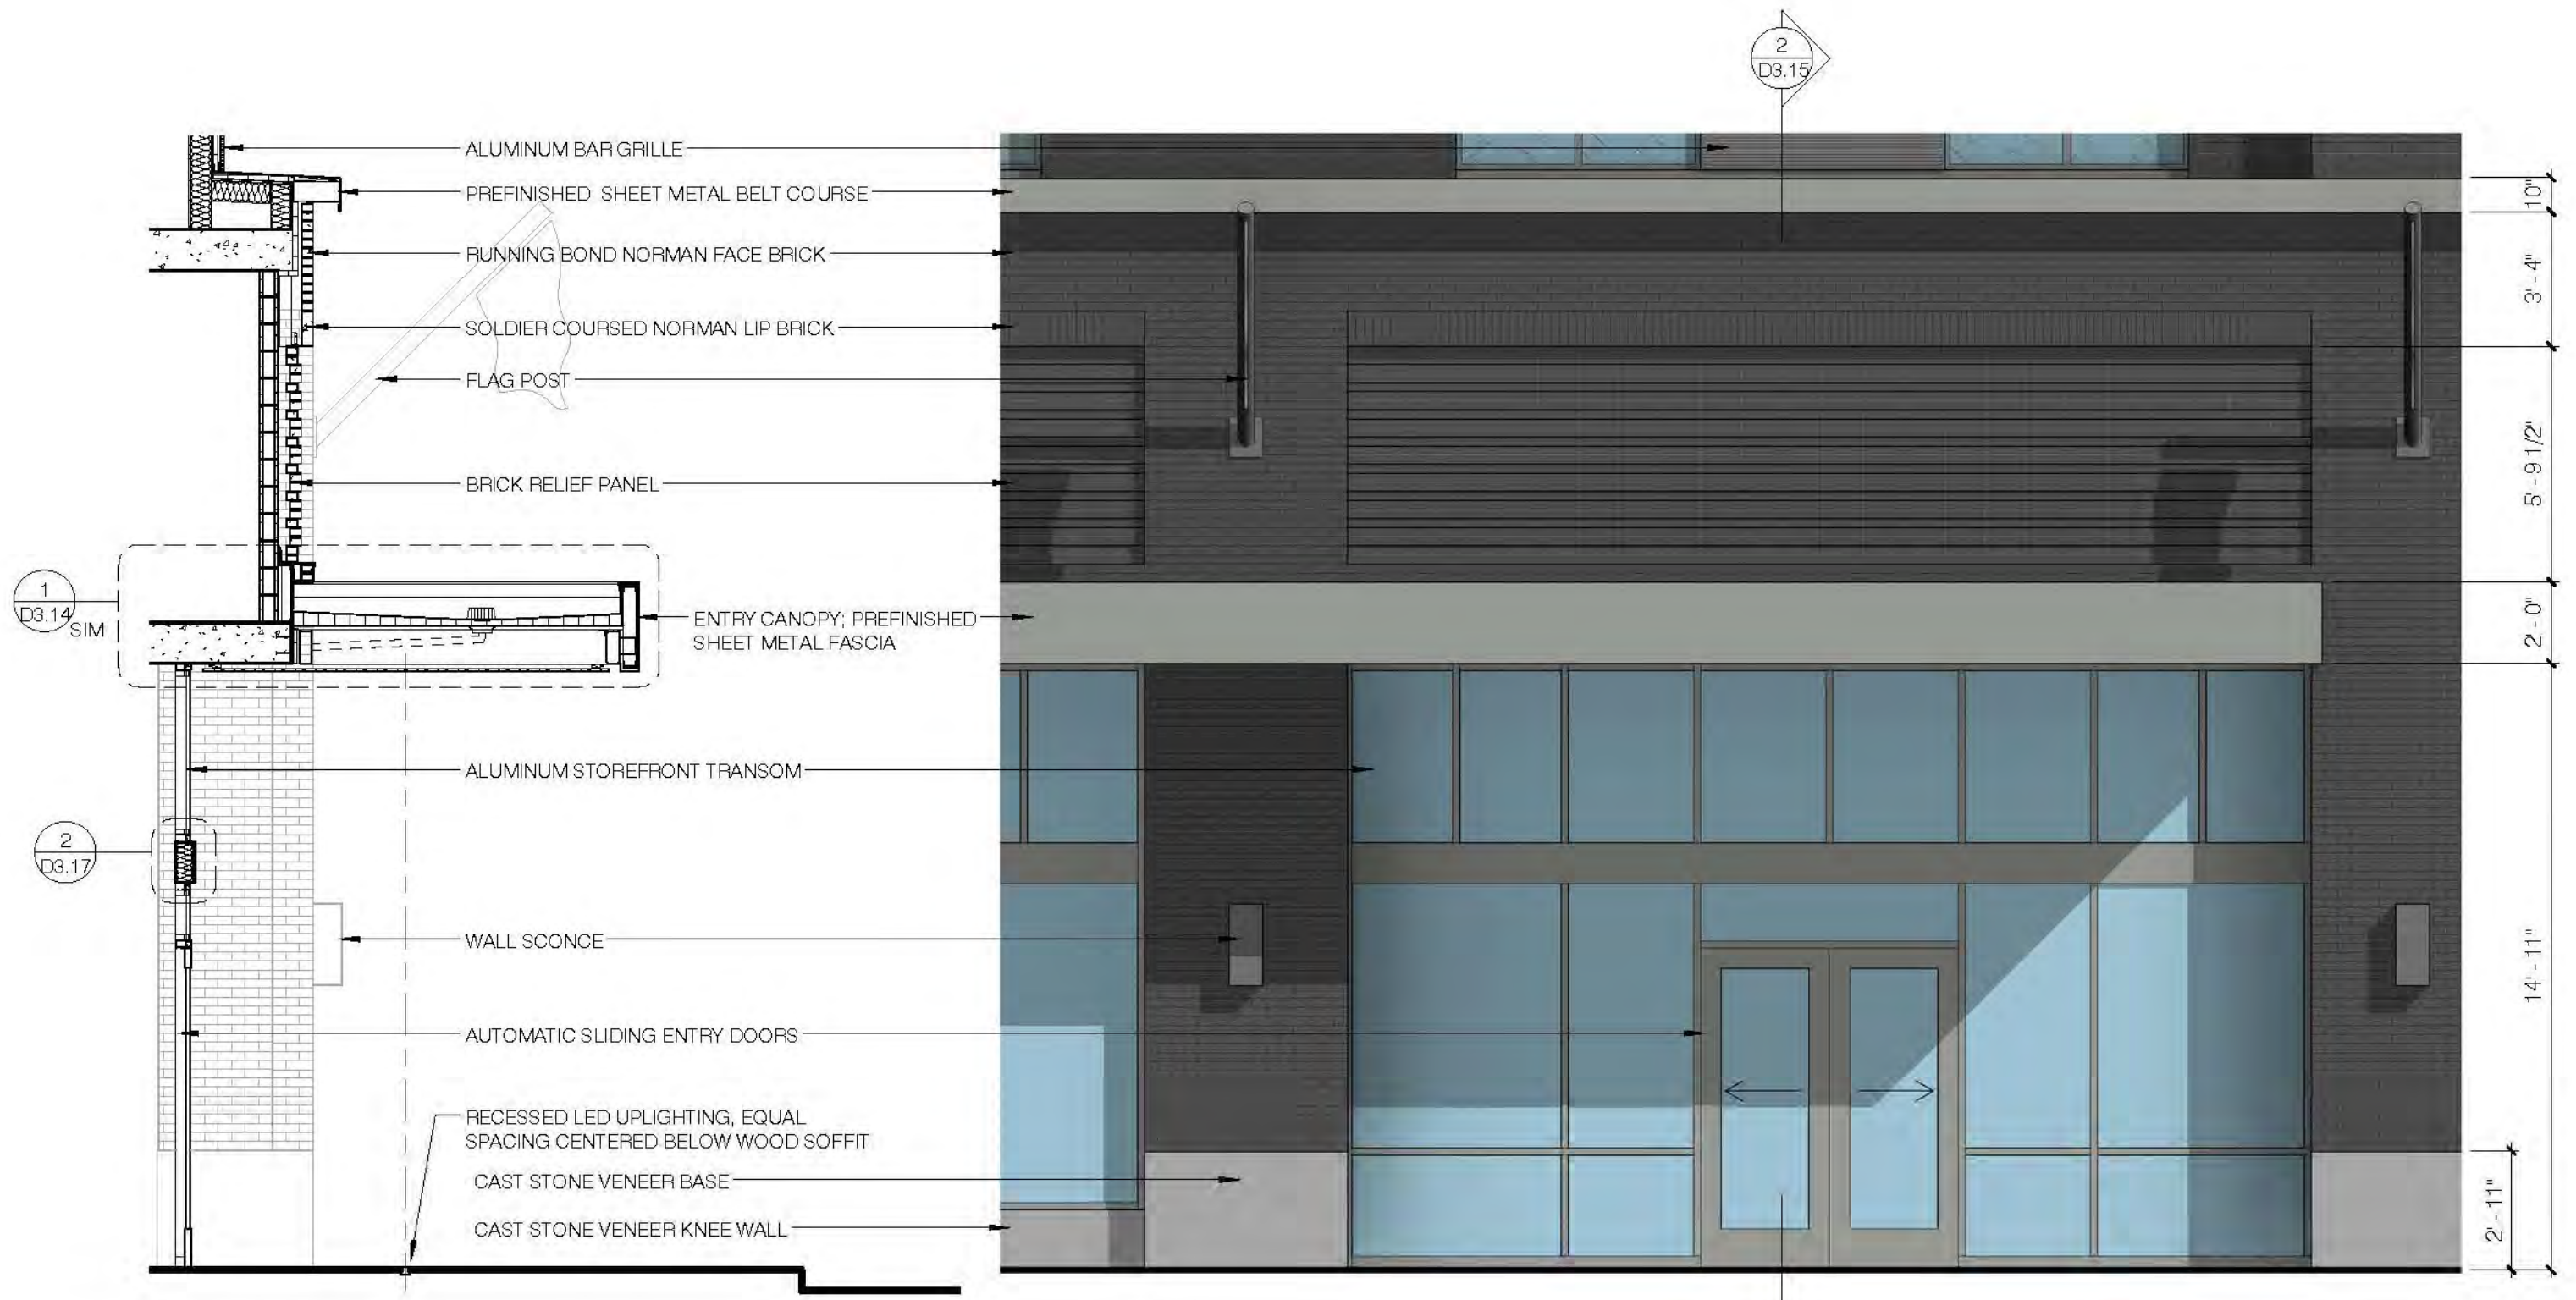 2
D3.15
ALUMINUM BAR GRILLE
PREFINISHED SHEET METAL BELT COURSE
RUNNING BOND NORMAN FACE BRICK
SOLDIER COURSED NORMAN LIP BRICK
FLAG POST
BRICK RELIEF PANEL
1
D3.14
SIM
ENTRY CANOPY; PREFINISHED
SHEET METAL FASCIA
ALUMINUM STOREFRONT TRANSOM
2
D3.17
WALL SCONCE
AUTOMATIC SLIDING ENTRY DOORS
RECESSED LED UPLIGHTING, EQUAL
SPACING CENTERED BELOW WOOD SOFFIT
CAST STONE VENEER BASE
CAST STONE VENEER KNEE WALL
10"
3' - 4"
5' - 9 1/2"
2' - 0"
14' - 11"
2' - 11"